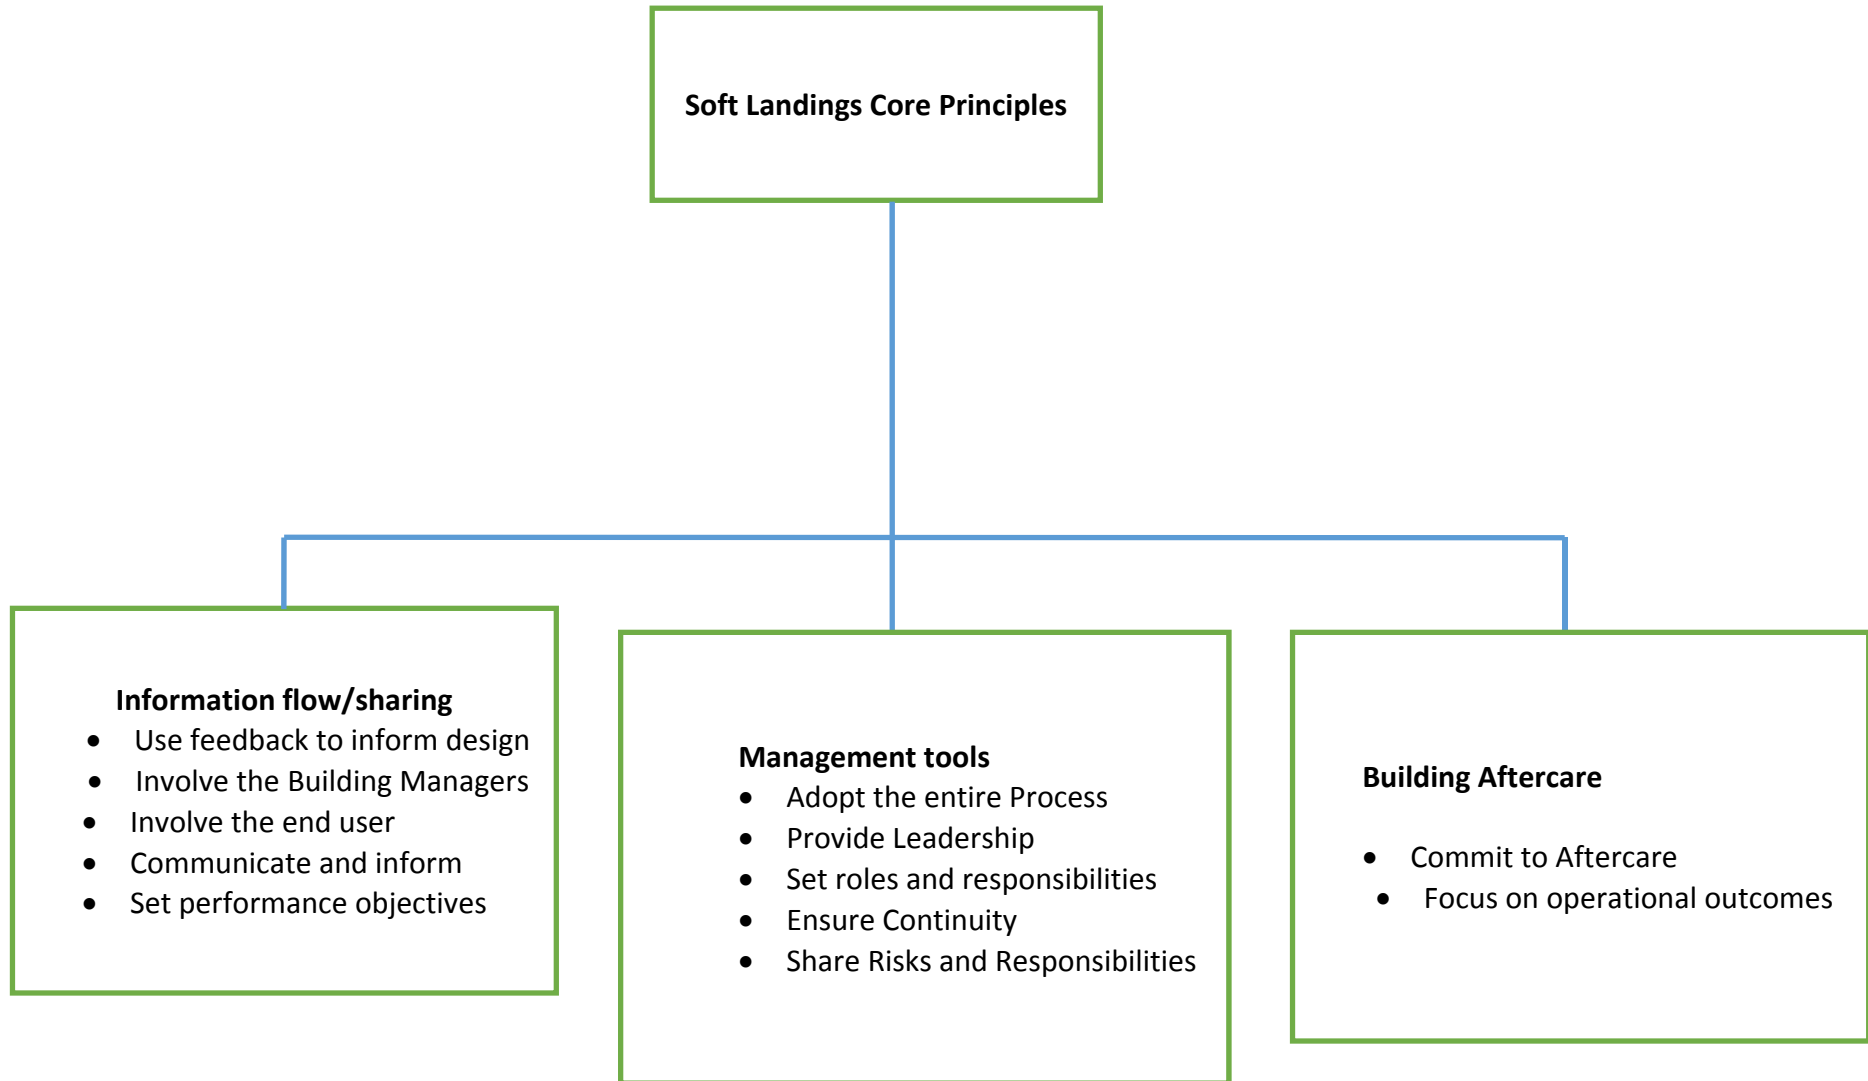 Soft Landings Core Principles
Information flow/sharing
• Use feedback to inform design
• Involve the Building Managers
• Involve the end user
• Communicate and inform
• Set performance objectives
Management tools
• Adopt the entire Process
• Provide Leadership
• Set roles and responsibilities
• Ensure Continuity
• Share Risks and Responsibilities
Building Aftercare
• Commit to Aftercare
• Focus on operational outcomes